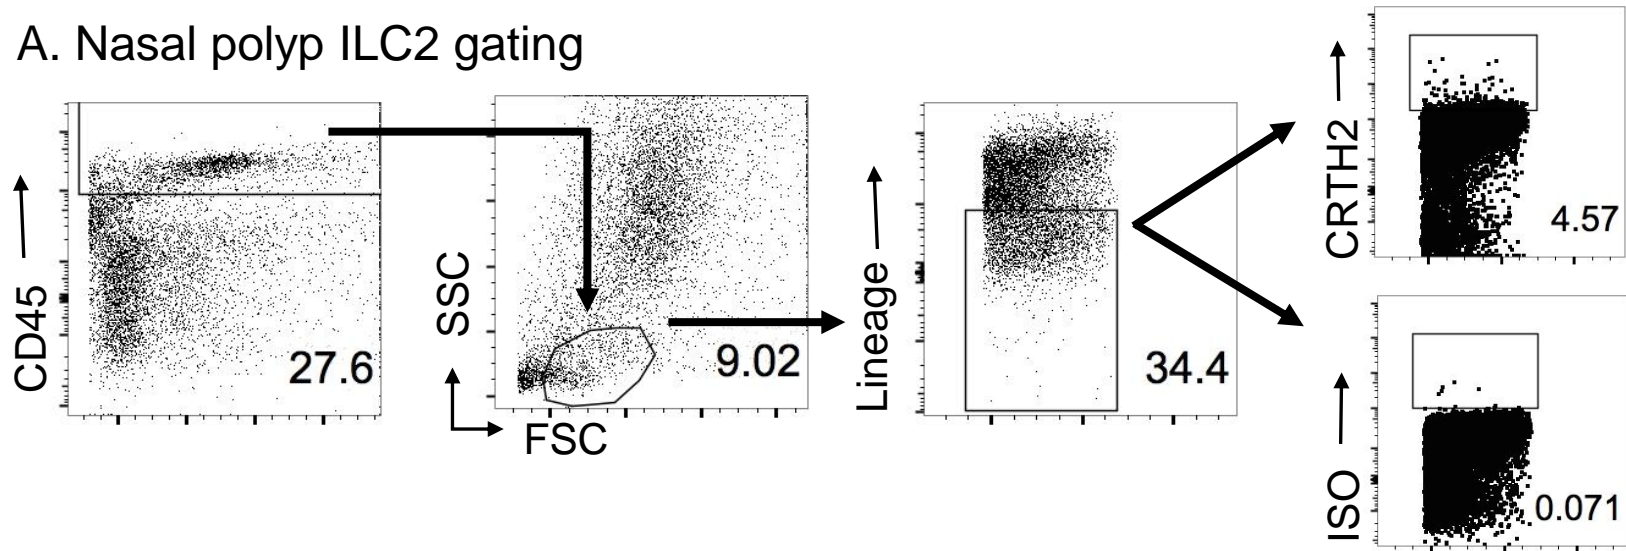 A. Nasal polyp ILC2 gating
CD45
27.6
SSC
FSC
9.02
Lineage
34.4
CRTH2
4.57
ISO
0.071